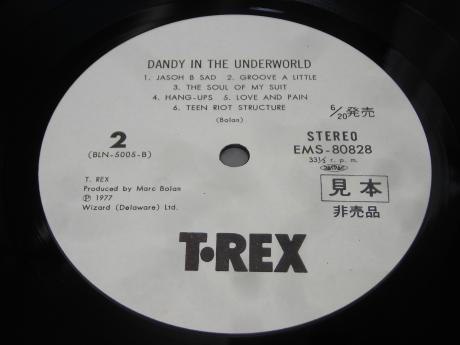 DANDY IN THE UNDERWORLD
1. JASOH B SAD 2. GROOVE A LITTLE
3. THE SOUL OF MY SUIT
4. HANG-UPS 5. LOVE AND PAIN
6. TEEN RIOT STRUCTURE
(Bolan)
6/20発売
2
(BLN-5005-B)
STEREO
EMS-80828
33⅓ r. p. m.
T. REX
Produced by Marc Bolan
Ⓟ 1977
Wizard (Delaware) Ltd.
見本
非売品
T•REX